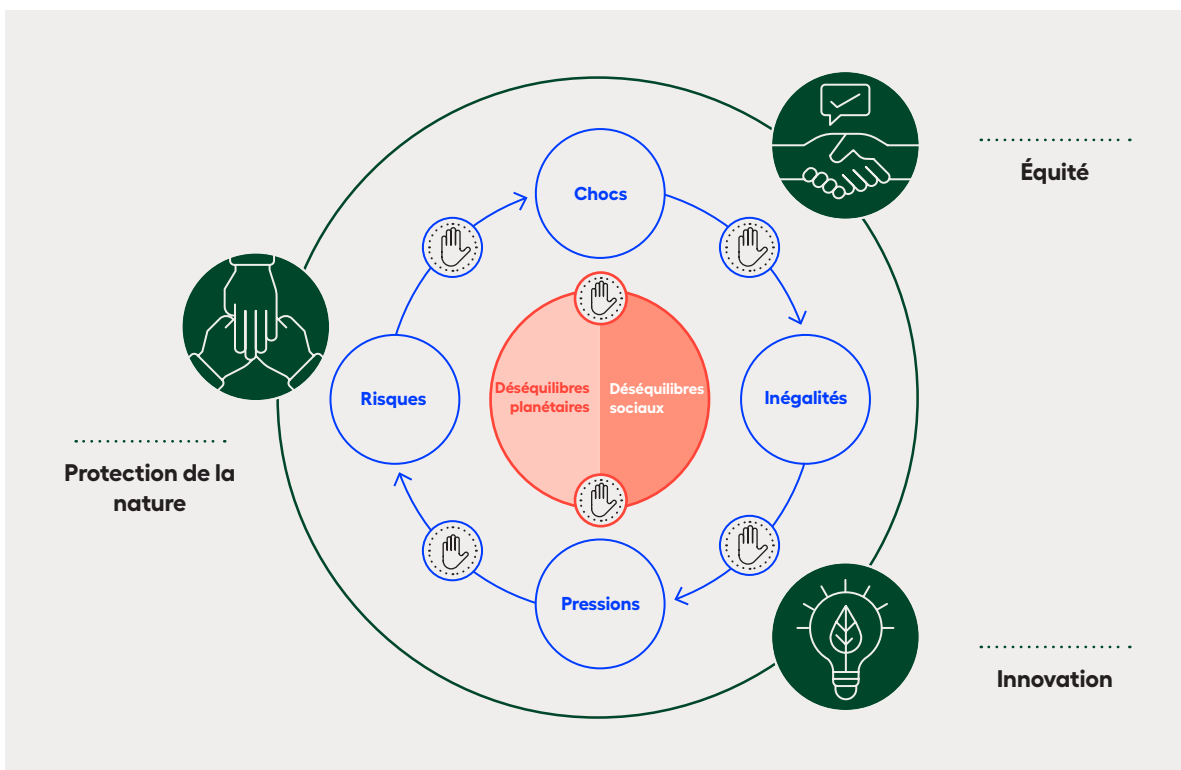 Équité
Chocs
Risques
Déséquilibres
planétaires
Déséquilibres
sociaux
Inégalités
Protection de la
nature
Pressions
Innovation